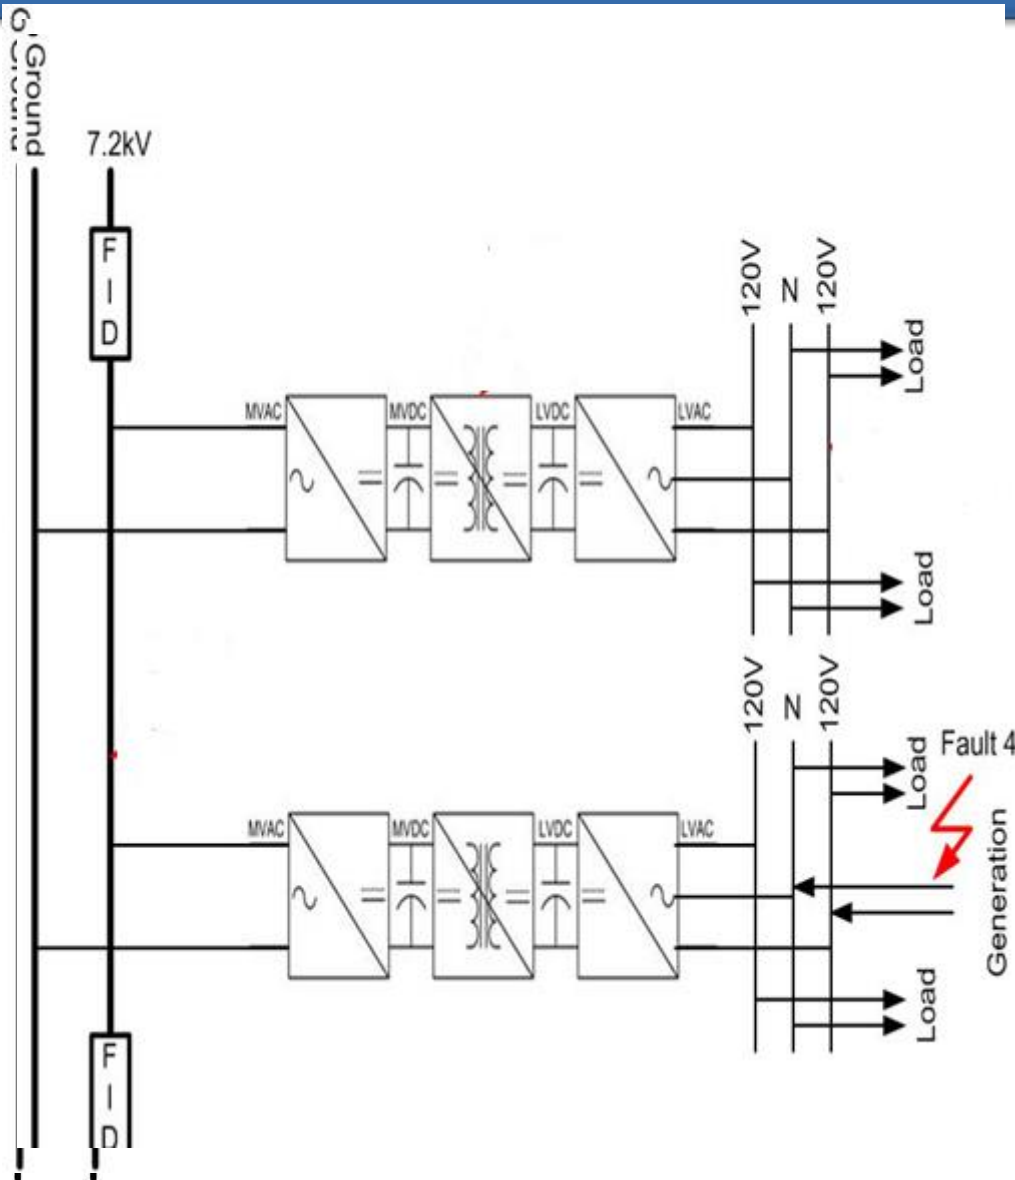 Ground
Ground
7.2kV
F
I
D
120V
N
120V
Load
MVAC
MVDC
LVDC
LVAC
Load
120V
N
120V
Load
Fault 4
MVAC
MVDC
LVDC
LVAC
Generation
Load
F
I
D